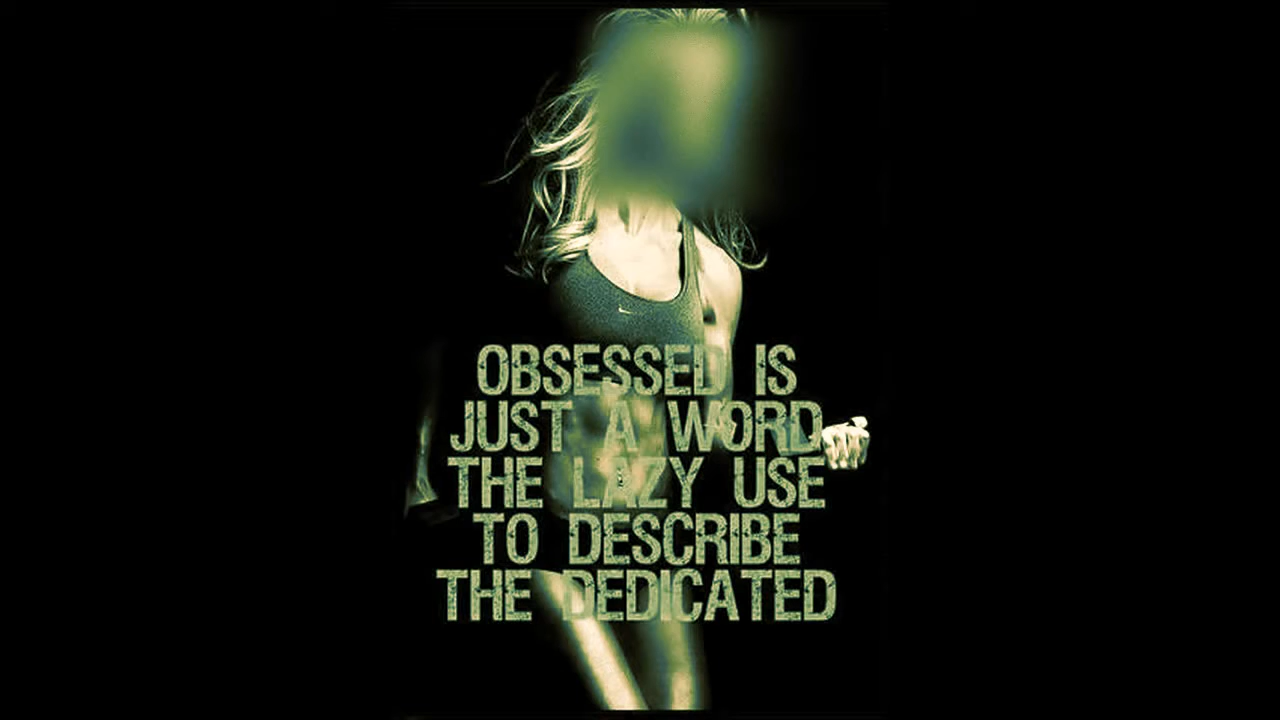 OBSESSED IS
JUST A WORD
THE LAZY USE
TO DESCRIBE
THE DEDICATED